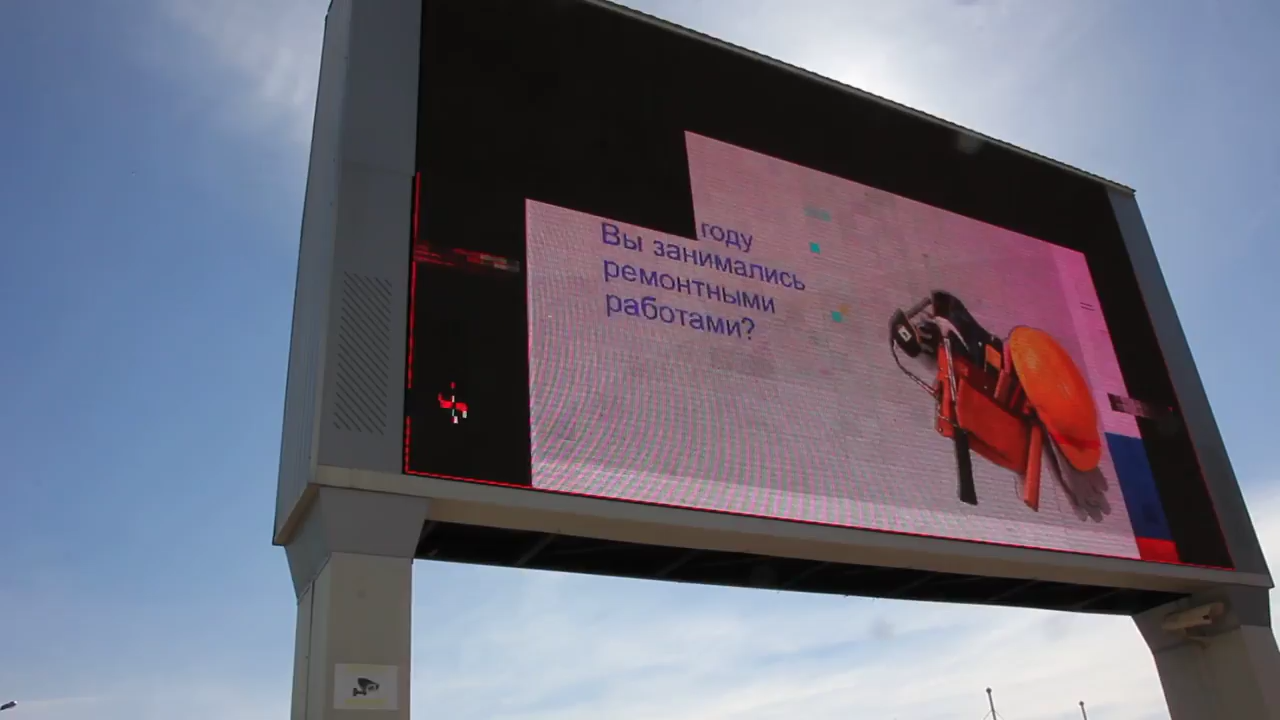 году
Вы занимались
ремонтными
работами?